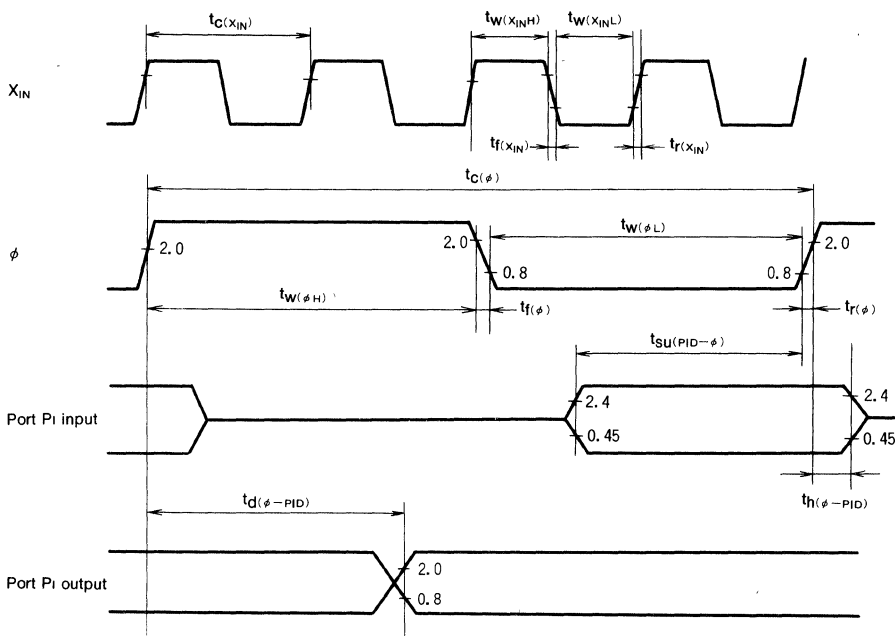 tC(XIN) tW(XINH) tW(XINL)
XIN
tf(XIN) tr(XIN)
tC(φ)
φ 2.0 2.0 tW(φL) 2.0
0.8 0.8
tW(φH) tf(φ) tr(φ)
tSU(PID−φ)
Port Pi input 2.4 2.4
0.45 0.45
td(φ−PID) th(φ−PID)
Port Pi output 2.0
0.8